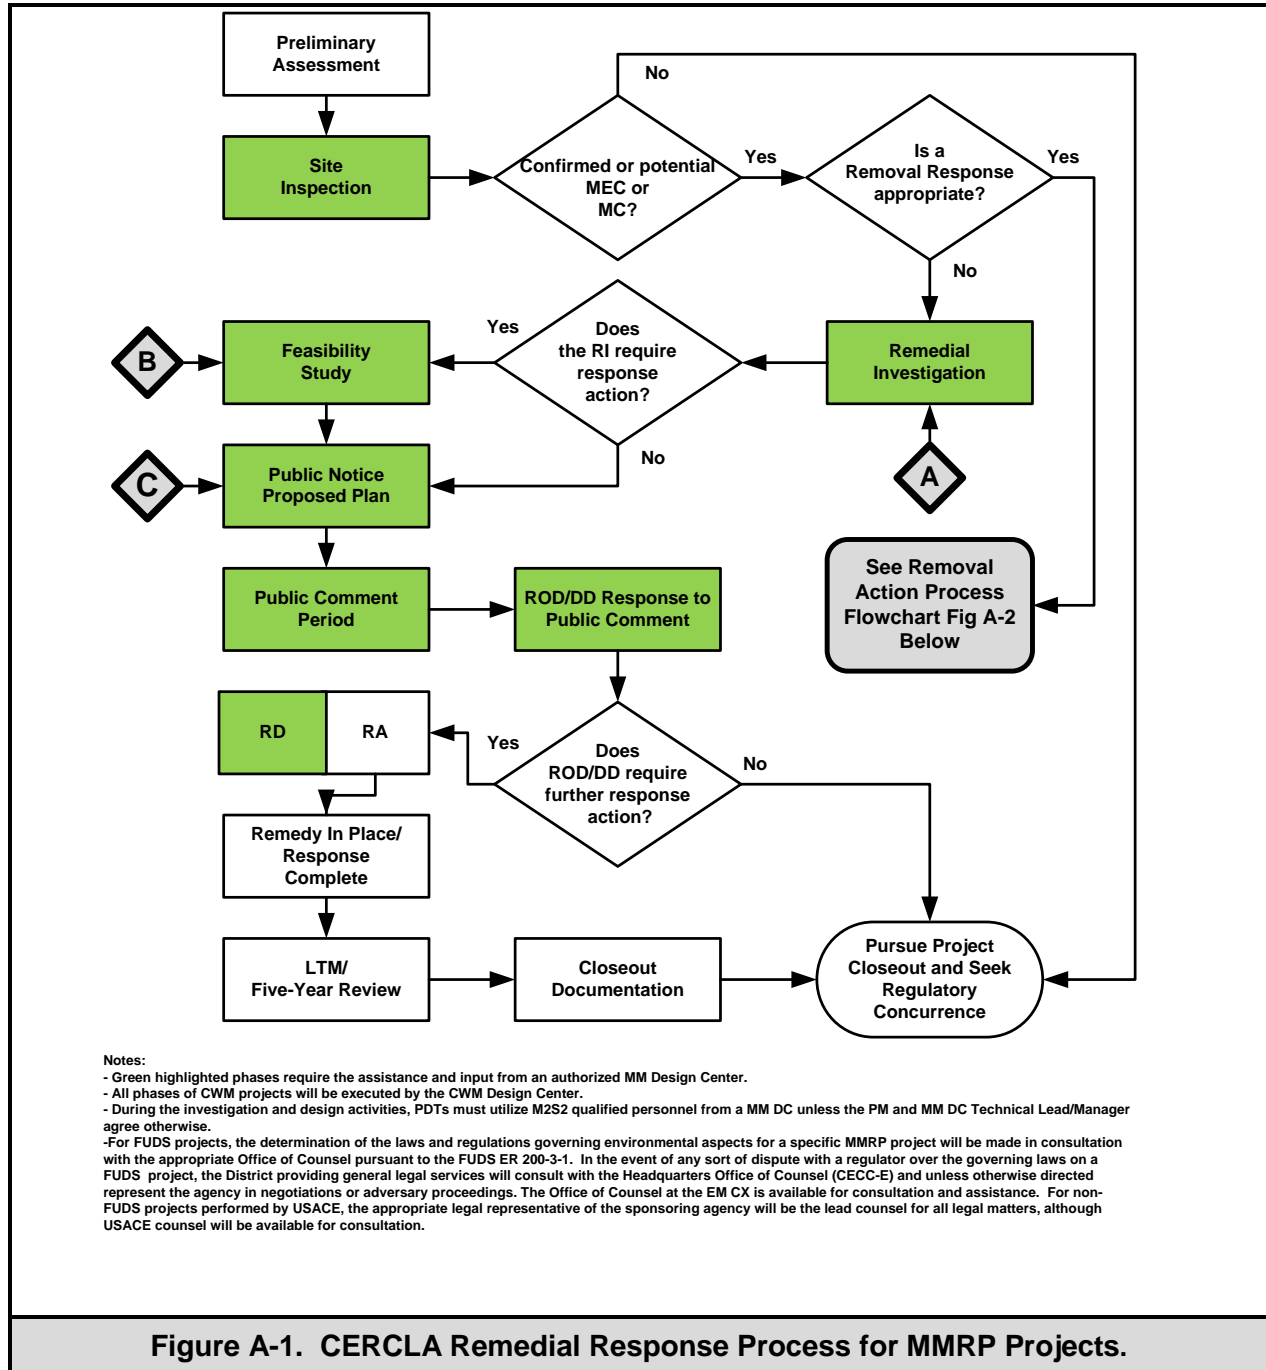 Preliminary
Assessment
No
Site
Inspection
Confirmed or potential
MEC or
MC?
Yes
Is a
Removal Response
appropriate?
Yes
No
B
Feasibility
Study
Yes
Does
the RI require
response
action?
Remedial
Investigation
No
C
Public Notice
Proposed Plan
A
Public Comment
Period
ROD/DD Response to
Public Comment
See Removal
Action Process
Flowchart Fig A-2
Below
RD
RA
Yes
Does
ROD/DD require
further response
action?
No
Remedy In Place/
Response
Complete
LTM/
Five-Year Review
Closeout
Documentation
Pursue Project
Closeout and Seek
Regulatory
Concurrence
Notes:
- Green highlighted phases require the assistance and input from an authorized MM Design Center.
- All phases of CWM projects will be executed by the CWM Design Center.
- During the investigation and design activities, PDTs must utilize M2S2 qualified personnel from a MM DC unless the PM and MM DC Technical Lead/Manager
agree otherwise.
-For FUDS projects, the determination of the laws and regulations governing environmental aspects for a specific MMRP project will be made in consultation
with the appropriate Office of Counsel pursuant to the FUDS ER 200-3-1. In the event of any sort of dispute with a regulator over the governing laws on a
FUDS project, the District providing general legal services will consult with the Headquarters Office of Counsel (CECC-E) and unless otherwise directed
represent the agency in negotiations or adversary proceedings. The Office of Counsel at the EM CX is available for consultation and assistance. For non-
FUDS projects performed by USACE, the appropriate legal representative of the sponsoring agency will be the lead counsel for all legal matters, although
USACE counsel will be available for consultation.
Figure A-1. CERCLA Remedial Response Process for MMRP Projects.